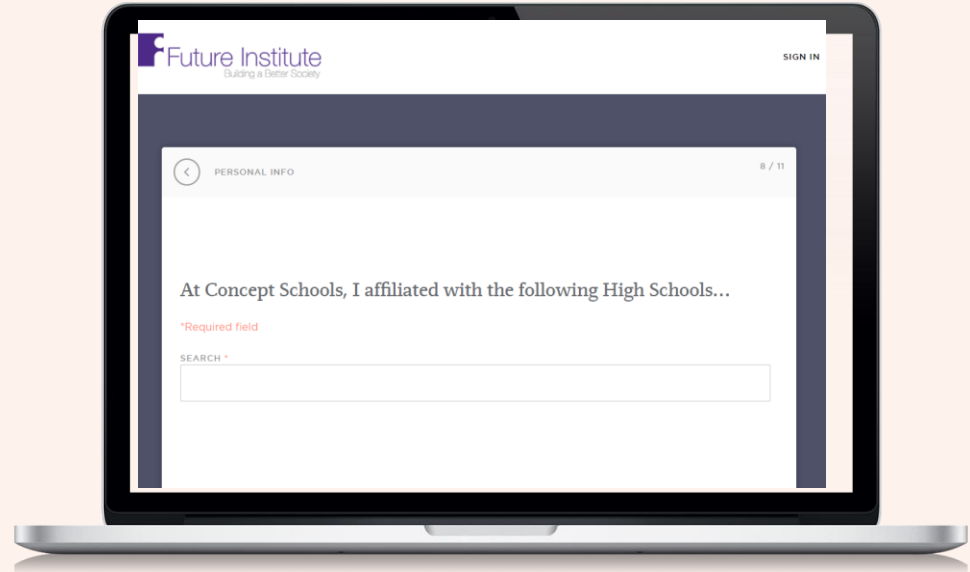 Future Institute
Building a Better Society
SIGN IN
PERSONAL INFO
8 / 11
At Concept Schools, I affiliated with the following High Schools...
*Required field
SEARCH *